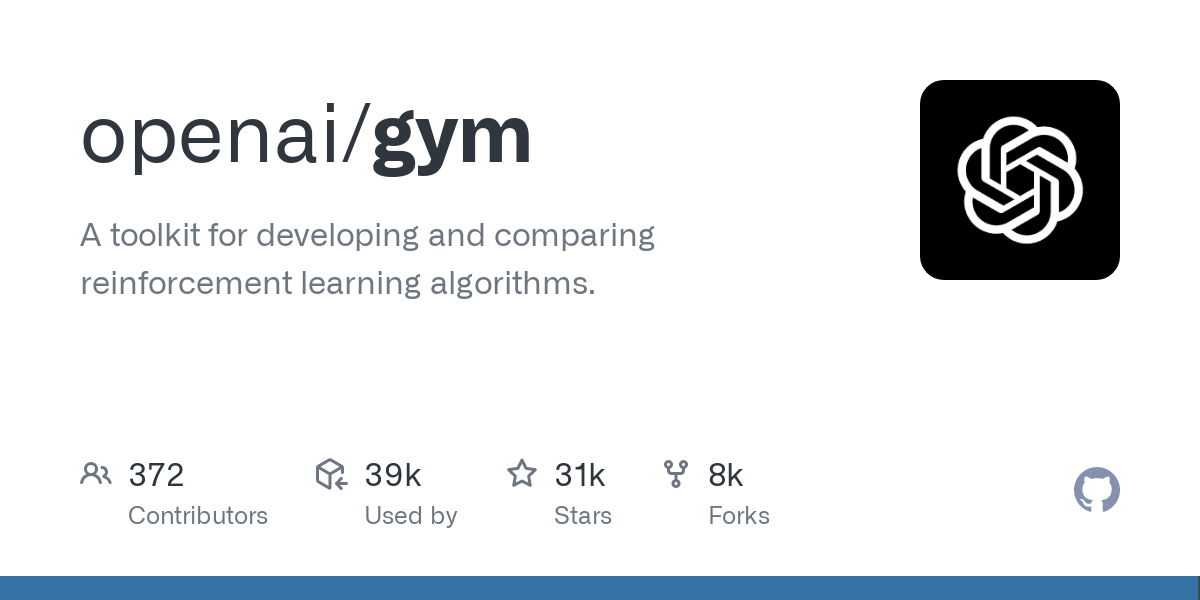 openai/gym
A toolkit for developing and comparing
reinforcement learning algorithms.
372
Contributors
39k
Used by
31k
Stars
8k
Forks